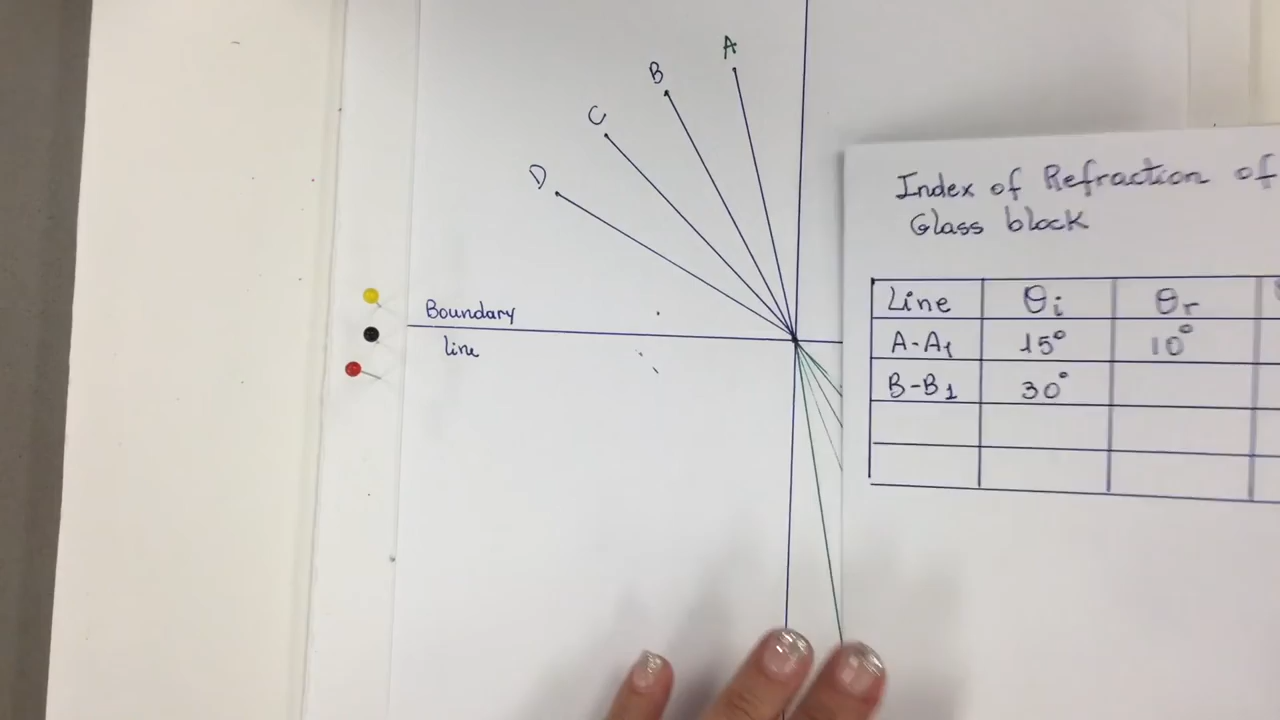 A
B
C
D
Boundary
line
Index of Refraction of
Glass block
Line θi θr
A-A1 15° 10°
B-B1 30°